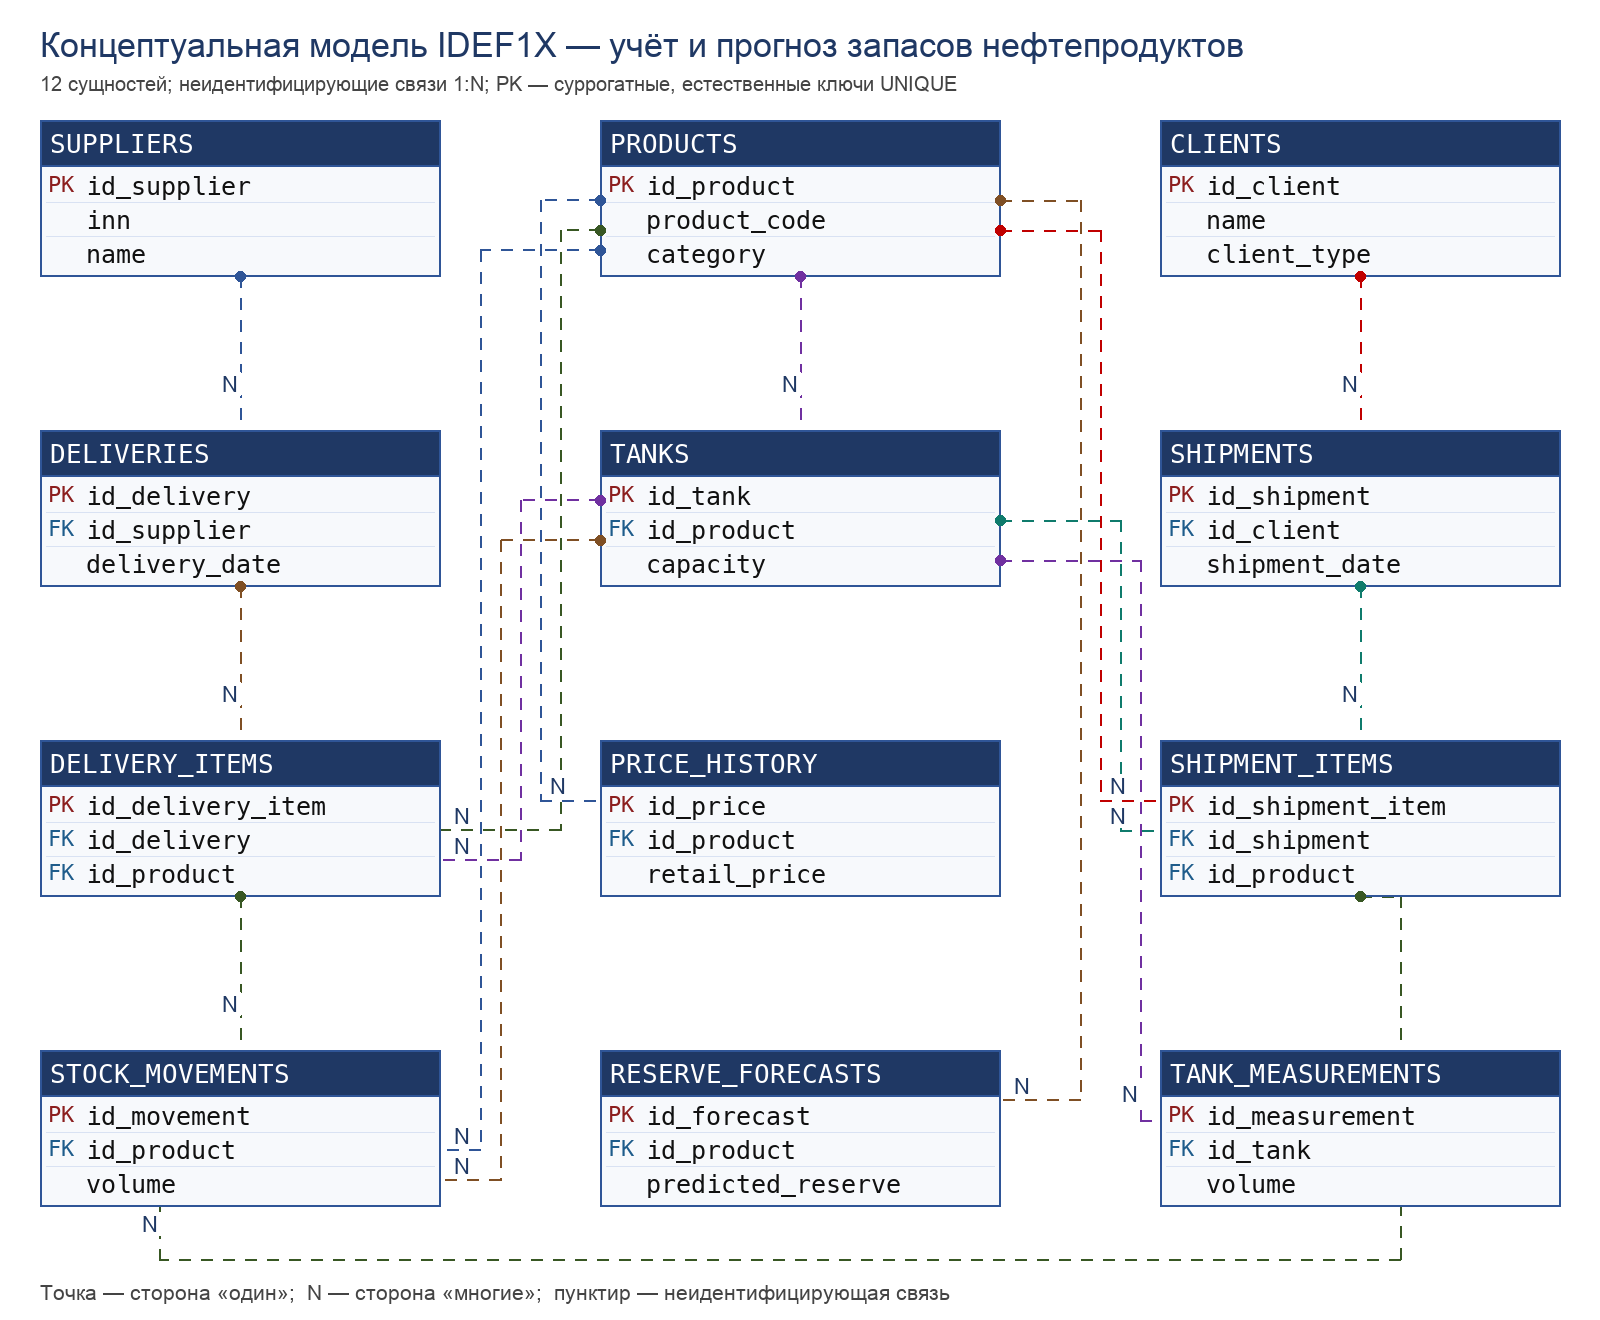 Концептуальная модель IDEF1X — учёт и прогноз запасов нефтепродуктов
12 сущностей; неидентифицирующие связи 1:N; PK — суррогатные, естественные ключи UNIQUE
SUPPLIERS
PK id_supplier
inn
name
PRODUCTS
PK id_product
product_code
category
CLIENTS
PK id_client
name
client_type
N
N
N
DELIVERIES
PK id_delivery
FK id_supplier
delivery_date
TANKS
PK id_tank
FK id_product
capacity
SHIPMENTS
PK id_shipment
FK id_client
shipment_date
N
N
DELIVERY_ITEMS
PK id_delivery_item
FK id_delivery
FK id_product
N
N
N
PRICE_HISTORY
PK id_price
FK id_product
retail_price
N
N
SHIPMENT_ITEMS
PK id_shipment_item
FK id_shipment
FK id_product
N
STOCK_MOVEMENTS
PK id_movement
FK id_product
volume
N
N
RESERVE_FORECASTS
PK id_forecast
FK id_product
predicted_reserve
N
N
TANK_MEASUREMENTS
PK id_measurement
FK id_tank
volume
N
Точка — сторона «один»; N — сторона «многие»; пунктир — неидентифицирующая связь